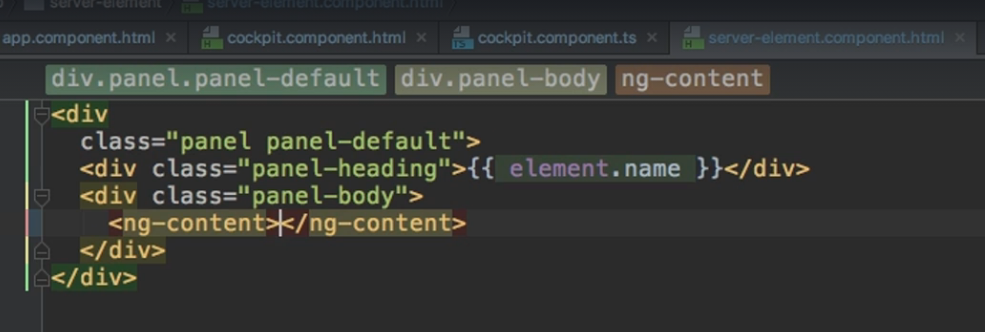 server-element server-element.component.html
app.component.html × cockpit.component.html × cockpit.component.ts × server-element.component.html ×
div.panel.panel-default div.panel-body ng-content
<div
class="panel panel-default">
<div class="panel-heading">{{ element.name }}</div>
<div class="panel-body">
<ng-content></ng-content>
</div>
</div>